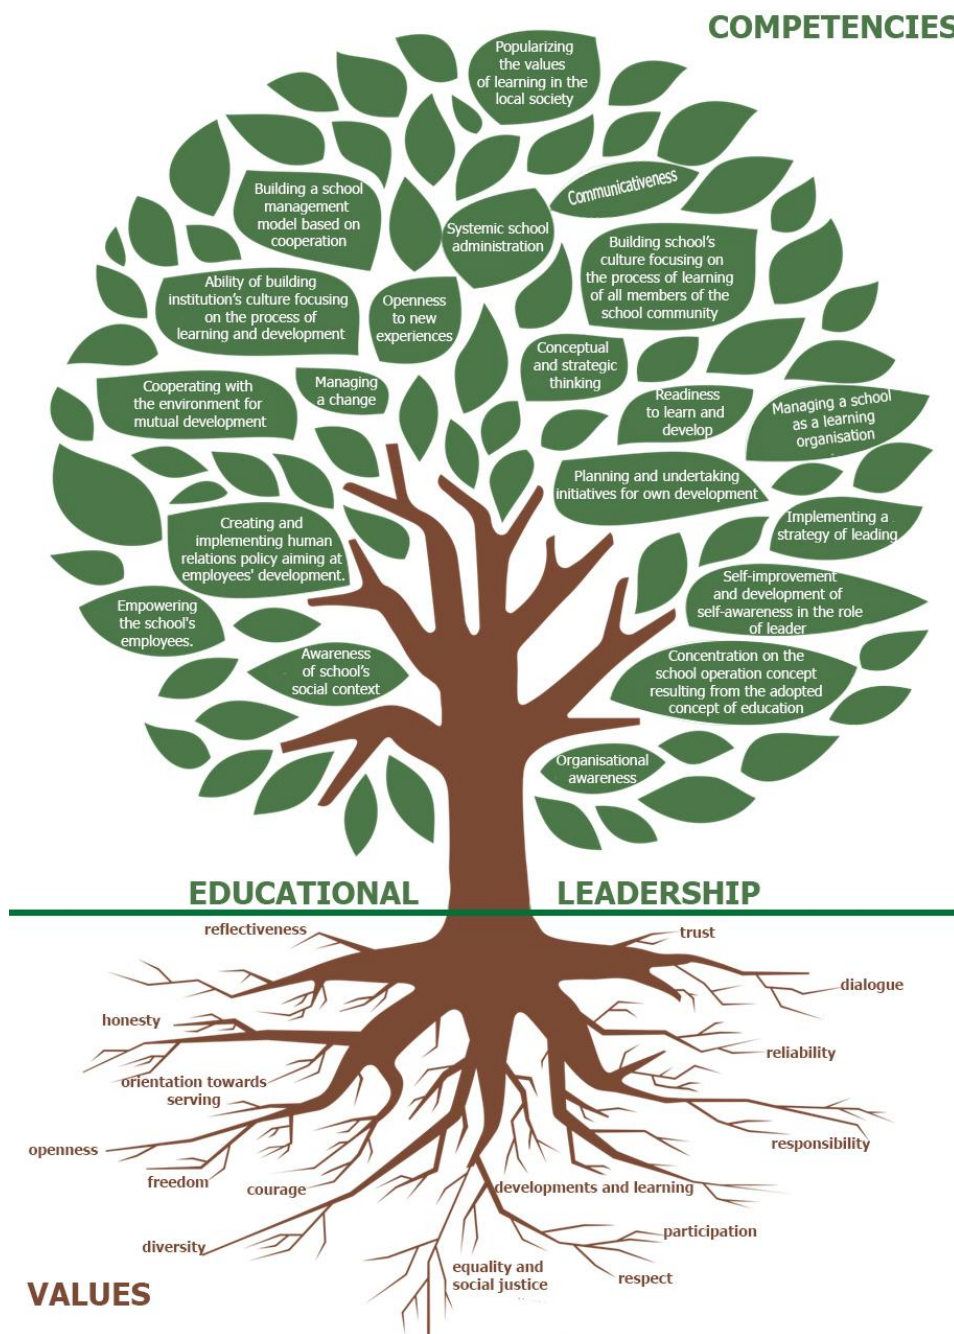 COMPETENCIES
Popularizing
the values
of learning in the
local society
Communicativeness
Building a school
management
model based on
cooperation
Systemic school
administration
Building school's
culture focusing on
the process of learning
of all members of the
school community
Ability of building
institution's culture focusing
on the process of
learning and development
Openness
to new
experiences
Conceptual
and strategic
thinking
Cooperating with
the environment for
mutual development
Managing
a change
Readiness
to learn and
develop
Managing a school
as a learning
organisation
Planning and undertaking
initiatives for own development
Creating and
implementing human
relations policy aiming at
employees' development.
Implementing a
strategy of leading
Empowering
the school's
employees.
Self-improvement
and development of
self-awareness in the role
of leader
Awareness
of school's
social context
Concentration on the
school operation concept
resulting from the adopted
concept of education
Organisational
awareness
EDUCATIONAL LEADERSHIP
reflectiveness
trust
dialogue
honesty
reliability
orientation towards
serving
openness
responsibility
freedom
courage
developments and learning
diversity
participation
equality and
social justice
respect
VALUES